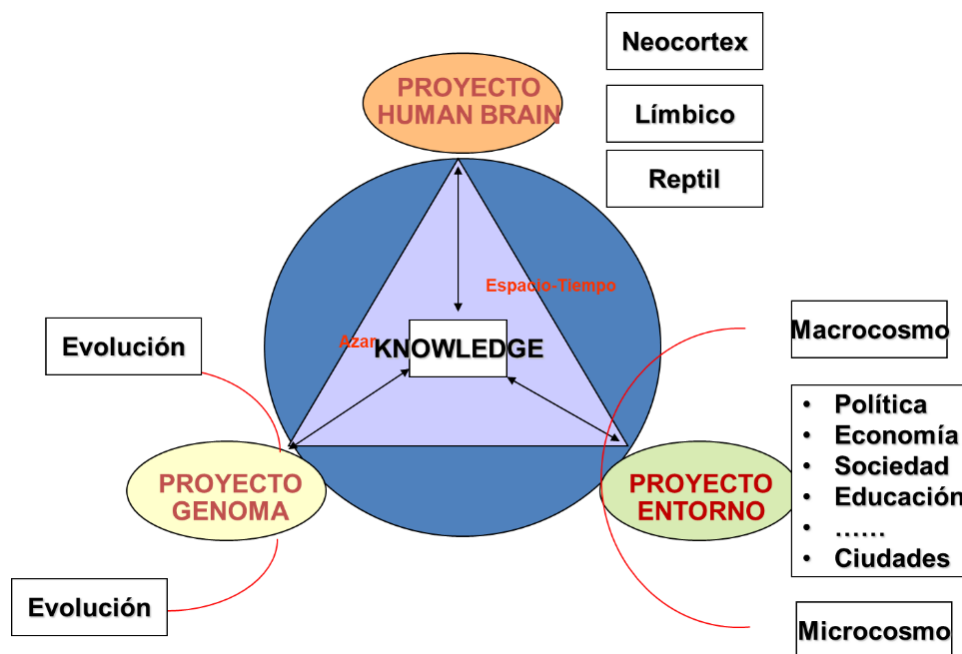 Neocortex
PROYECTO
HUMAN BRAIN
Límbico
Reptil
Espacio-Tiempo
Azar
KNOWLEDGE
Evolución
Macrocosmo
• Política
• Economía
• Sociedad
• Educación
• ......
• Ciudades
PROYECTO
GENOMA
PROYECTO
ENTORNO
Evolución
Microcosmo